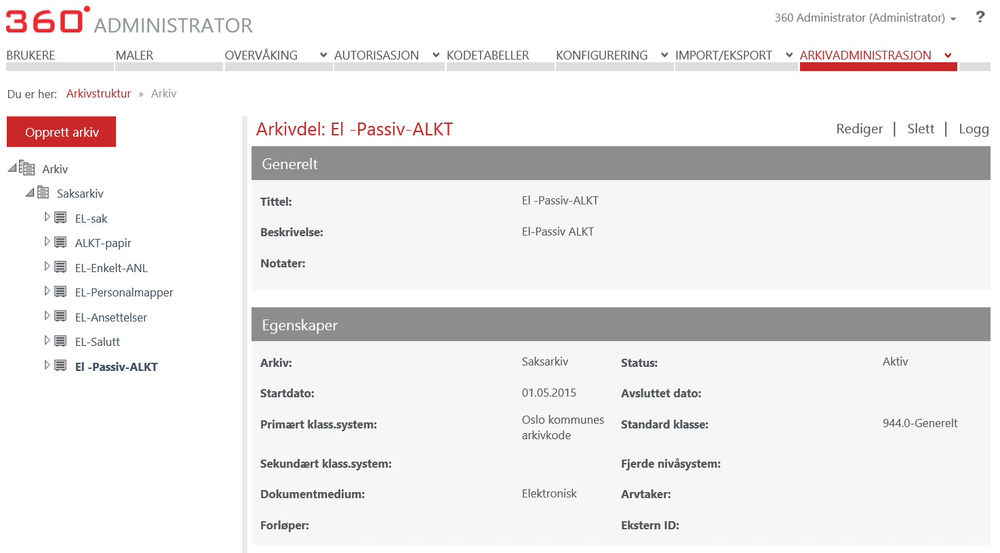 360° ADMINISTRATOR
360 Administrator (Administrator) ?
BRUKERE MALER OVERVÅKING AUTORISASJON KODETABELLER KONFIGURERING IMPORT/EKSPORT ARKIVADMINISTRASJON
Du er her: Arkivstruktur Arkiv
Opprett arkiv
Arkiv
Saksarkiv
EL-sak
ALKT-papir
EL-Enkelt-ANL
EL-Personalmapper
EL-Ansettelser
EL-Salutt
El -Passiv-ALKT
Arkivdel: El -Passiv-ALKT
Rediger | Slett | Logg
Generelt
Tittel: El -Passiv-ALKT
Beskrivelse: El-Passiv ALKT
Notater:
Egenskaper
Arkiv: Saksarkiv Status: Aktiv
Startdato: 01.05.2015 Avsluttet dato:
Primært klass.system: Oslo kommunes arkivkode Standard klasse: 944.0-Generelt
Sekundært klass.system: Fjerde nivåsystem:
Dokumentmedium: Elektronisk Arvtaker:
Forløper: Ekstern ID: